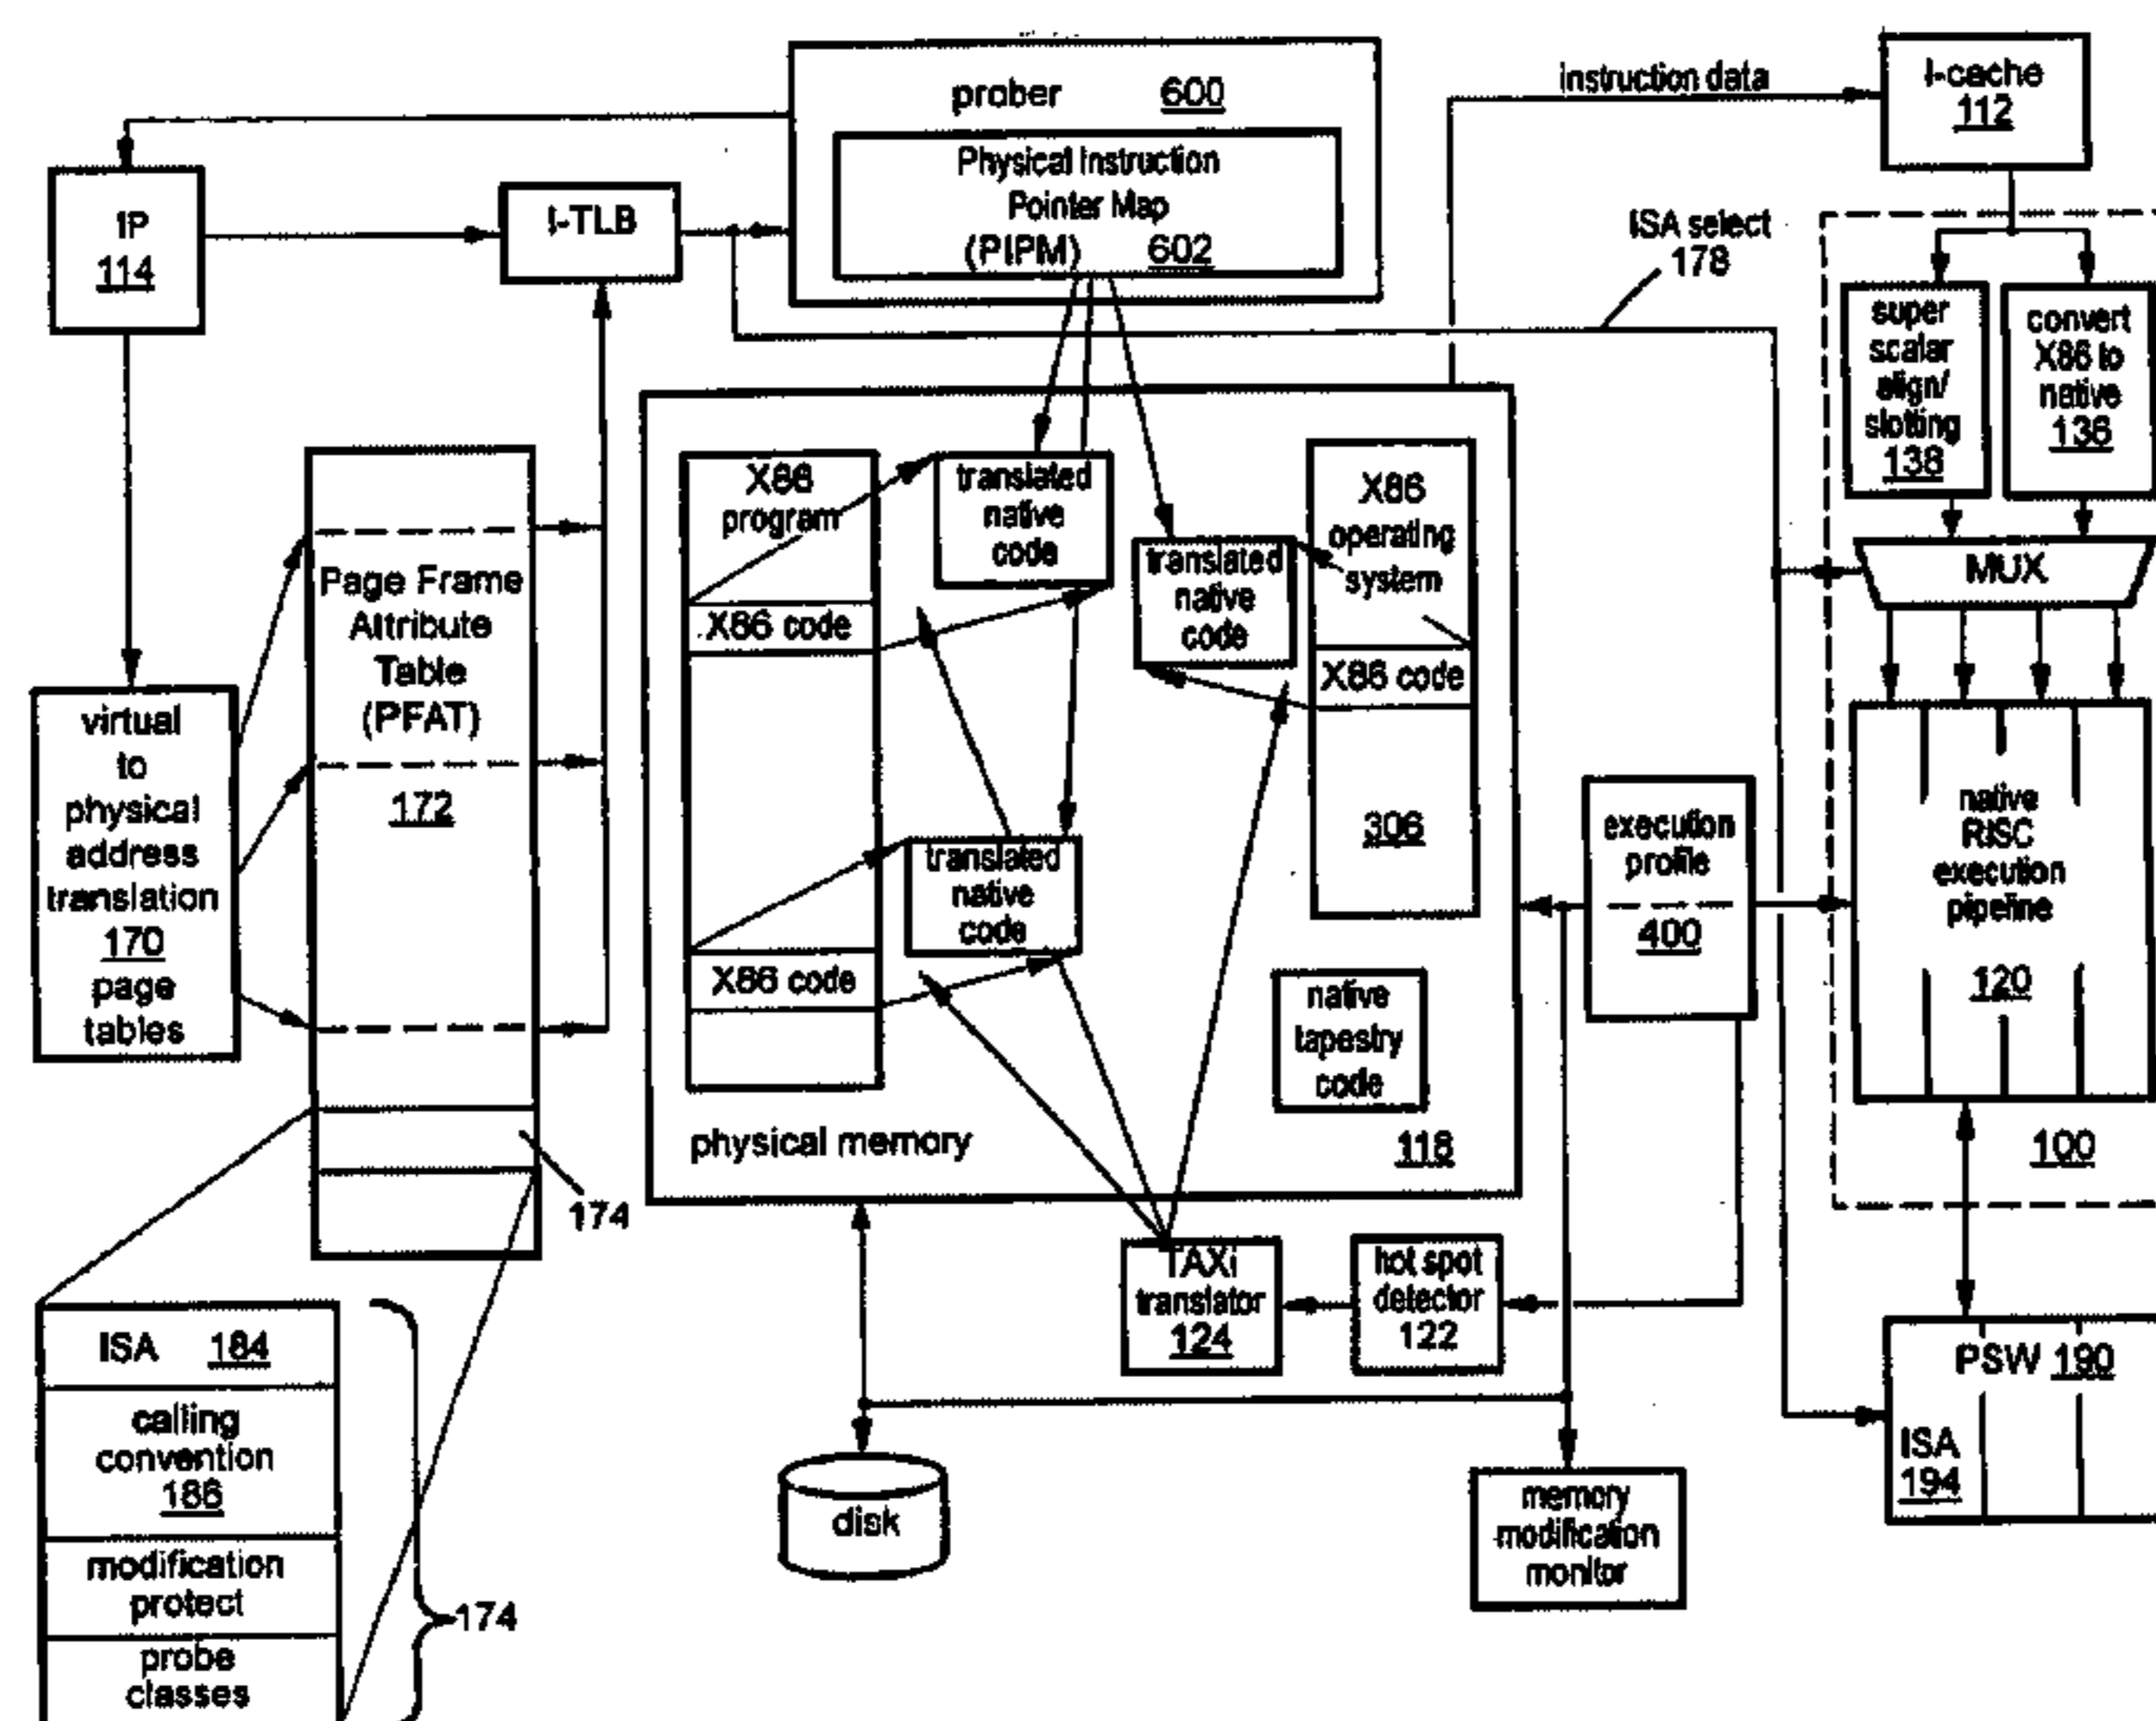 prober 600
Physical Instruction
Pointer Map
(PIPM) 602
instruction data
I-cache
112
IP
114
I-TLB
ISA select
178
super
scalar
align/
slotting
138
convert
X86 to
native
136
MUX
Page Frame
Attribute
Table
(PFAT)
172
virtual
to
physical
address
translation
170
page
tables
X86
program
X86 code
X86 code
translated
native
code
translated
native
code
translated
native
code
X86
operating
system
X86 code
306
native
tapestry
code
physical memory
118
execution
profile
400
native
RISC
execution
pipeline
120
100
174
TAXi
translator
124
hot spot
detector
122
PSW 190
ISA
194
ISA 184
calling
convention
186
modification
protect
probe
classes
174
disk
memory
modification
monitor